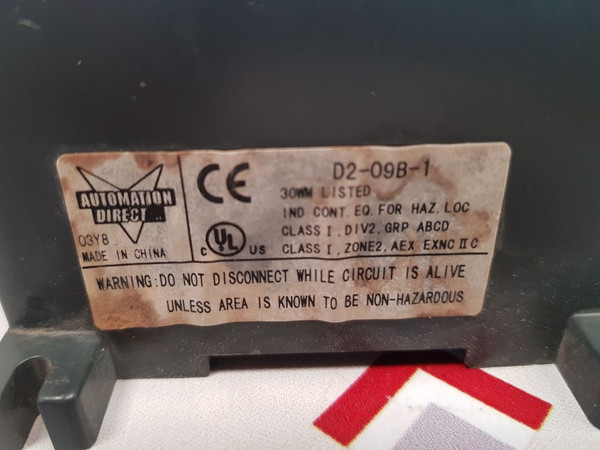 AUTOMATION
DIRECT
03Y8
MADE IN CHINA
CE
C UL US
D2-09B-1
30WM LISTED
IND CONT. EQ. FOR HAZ. LOC
CLASS I, DIV2, GRP ABCD
CLASS I, ZONE2, AEX EXNC II C
WARNING: DO NOT DISCONNECT WHILE CIRCUIT IS ALIVE
UNLESS AREA IS KNOWN TO BE NON-HAZARDOUS